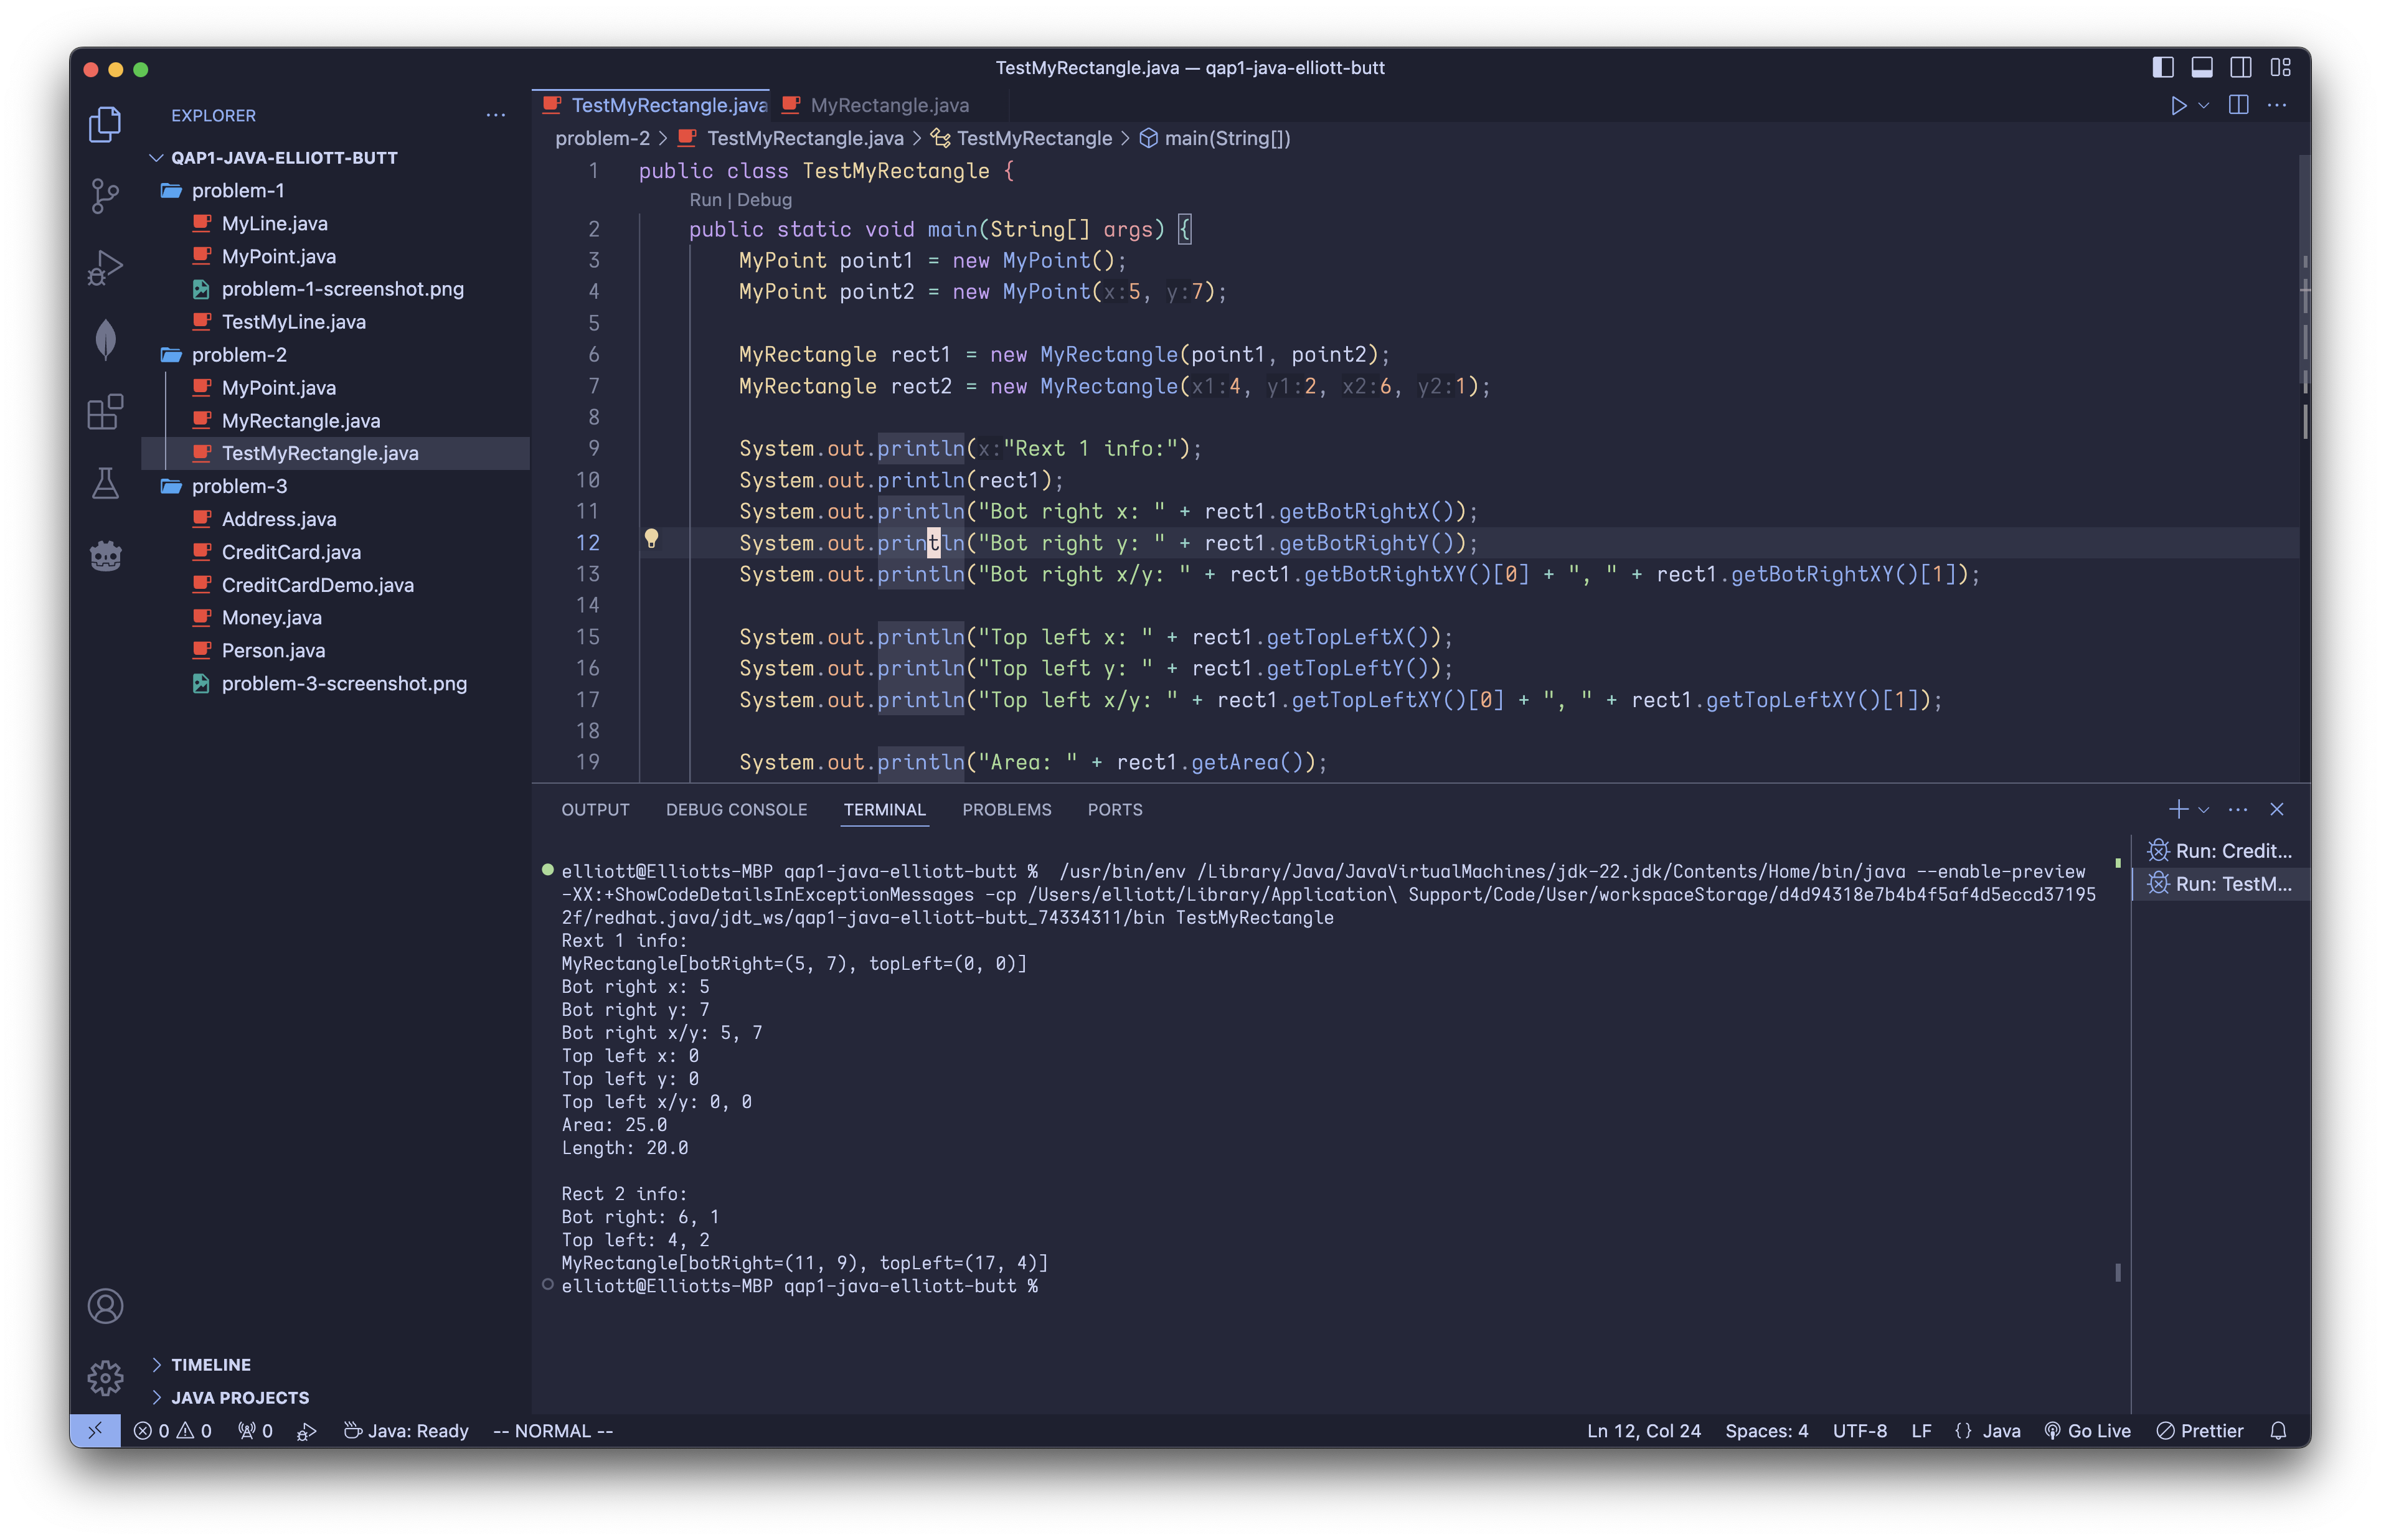 TestMyRectangle.java — qap1-java-elliott-butt
EXPLORER
QAP1-JAVA-ELLIOTT-BUTT
problem-1
MyLine.java
MyPoint.java
problem-1-screenshot.png
TestMyLine.java
problem-2
MyPoint.java
MyRectangle.java
TestMyRectangle.java
problem-3
Address.java
CreditCard.java
CreditCardDemo.java
Money.java
Person.java
problem-3-screenshot.png
TIMELINE
JAVA PROJECTS
TestMyRectangle.java MyRectangle.java
problem-2 > TestMyRectangle.java > TestMyRectangle > main(String[])
1 public class TestMyRectangle {
Run | Debug
2 public static void main(String[] args) {
3 MyPoint point1 = new MyPoint();
4 MyPoint point2 = new MyPoint(x:5, y:7);
5
6 MyRectangle rect1 = new MyRectangle(point1, point2);
7 MyRectangle rect2 = new MyRectangle(x1:4, y1:2, x2:6, y2:1);
8
9 System.out.println(x:"Rext 1 info:");
10 System.out.println(rect1);
11 System.out.println("Bot right x: " + rect1.getBotRightX());
12 System.out.println("Bot right y: " + rect1.getBotRightY());
13 System.out.println("Bot right x/y: " + rect1.getBotRightXY()[0] + ", " + rect1.getBotRightXY()[1]);
14
15 System.out.println("Top left x: " + rect1.getTopLeftX());
16 System.out.println("Top left y: " + rect1.getTopLeftY());
17 System.out.println("Top left x/y: " + rect1.getTopLeftXY()[0] + ", " + rect1.getTopLeftXY()[1]);
18
19 System.out.println("Area: " + rect1.getArea());
OUTPUT DEBUG CONSOLE TERMINAL PROBLEMS PORTS
elliott@Elliotts-MBP qap1-java-elliott-butt % /usr/bin/env /Library/Java/JavaVirtualMachines/jdk-22.jdk/Contents/Home/bin/java --enable-preview
-XX:+ShowCodeDetailsInExceptionMessages -cp /Users/elliott/Library/Application\ Support/Code/User/workspaceStorage/d4d94318e7b4b4f5af4d5eccd37195
2f/redhat.java/jdt_ws/qap1-java-elliott-butt_74334311/bin TestMyRectangle
Rext 1 info:
MyRectangle[botRight=(5, 7), topLeft=(0, 0)]
Bot right x: 5
Bot right y: 7
Bot right x/y: 5, 7
Top left x: 0
Top left y: 0
Top left x/y: 0, 0
Area: 25.0
Length: 20.0
Rect 2 info:
Bot right: 6, 1
Top left: 4, 2
MyRectangle[botRight=(11, 9), topLeft=(17, 4)]
elliott@Elliotts-MBP qap1-java-elliott-butt %
Run: Credit...
Run: TestM...
0 0 0 Java: Ready -- NORMAL -- Ln 12, Col 24 Spaces: 4 UTF-8 LF {} Java Go Live Prettier